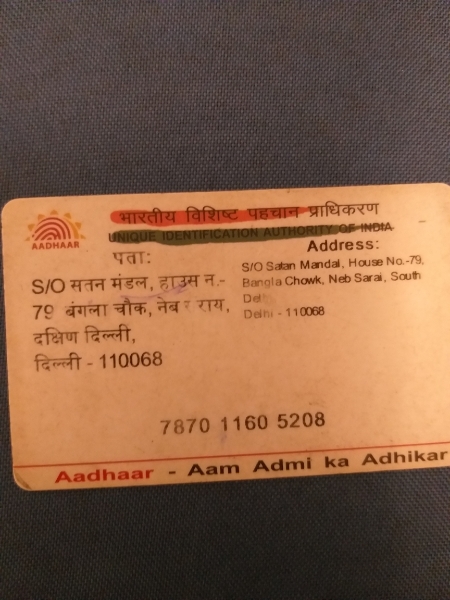 AADHAAR
भारतीय विशिष्ट पहचान प्राधिकरण
UNIQUE IDENTIFICATION AUTHORITY OF INDIA
पता:
S/O सतन मंडल, हाउस न.-
79 बंगला चौक, नेब राय,
दक्षिण दिल्ली,
दिल्ली - 110068
Address:
S/O Satan Mandal, House No.-79,
Bangla Chowk, Neb Sarai, South
Delhi - 110068
7870 1160 5208
Aadhaar - Aam Admi ka Adhikar